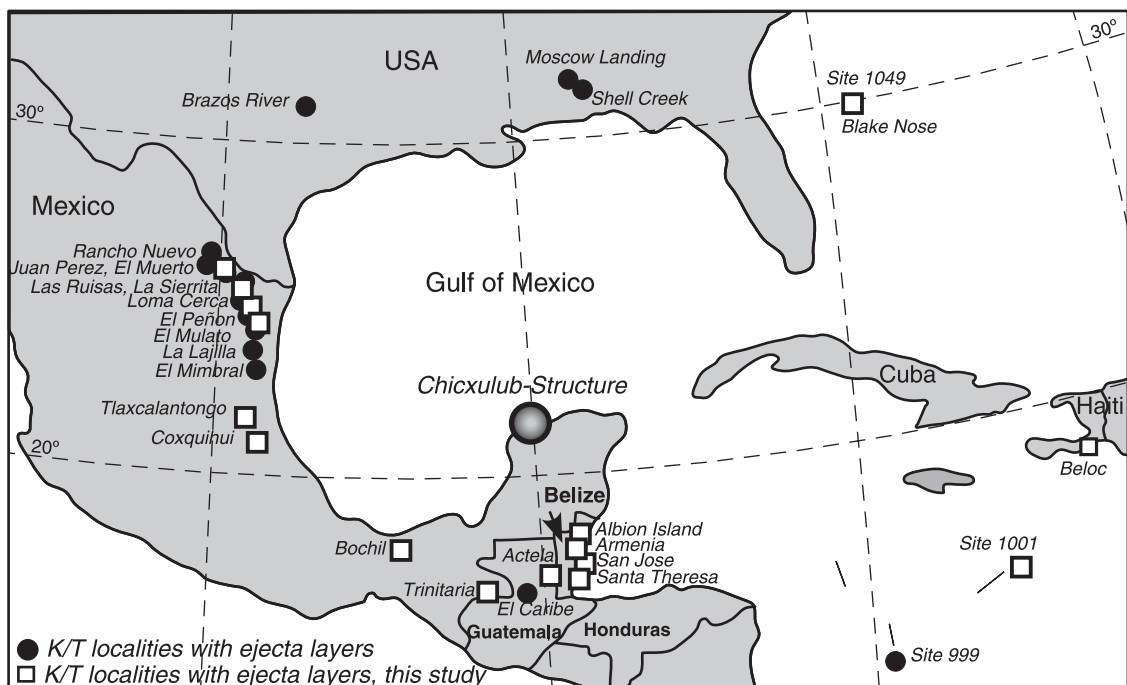 30º
USA
Moscow Landing
Shell Creek
Brazos River
Site 1049
Blake Nose
30º
Mexico
Rancho Nuevo
Juan Perez, El Muerto
Las Ruisas, La Sierrita
Loma Cerca
El Peñon
El Mulato
La Lajilla
El Mimbral
Gulf of Mexico
Chicxulub-Structure
Cuba
Haiti
Beloc
Tlaxcalantongo
Coxquihui
20º
Belize
Albion Island
Armenia
San Jose
Santa Theresa
Bochil
Actela
Trinitaria
El Caribe
Guatemala
Honduras
Site 1001
Site 999
K/T localities with ejecta layers
K/T localities with ejecta layers, this study